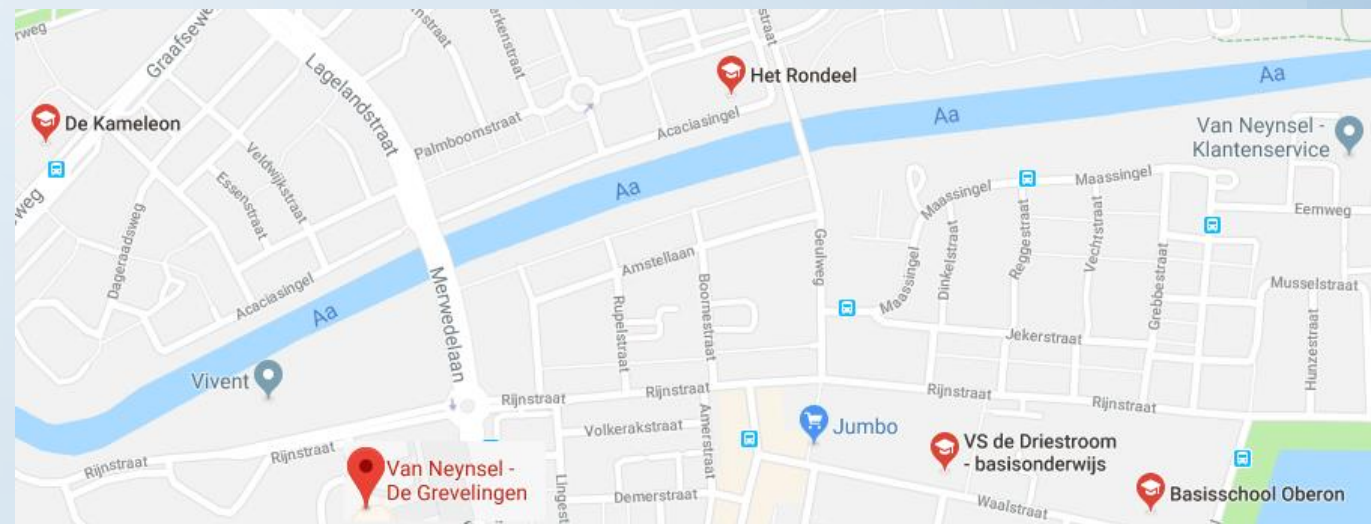 Graafsewe
Lagelandstraat
Het Rondeel
Aa
De Kameleon
Palmboomstraat
Acaciasingel
Aa
Van Neynsel -
Klantenservice
Veldwijkstraat
Essenstraat
Aa
Maassingel
Maassingel
Eemweg
Dageraadsweg
Amstellaan
Geulweg
Dinkelstraat
Reggestraat
Vechtstraat
Grebbestraat
Musselstraat
Acaciasingel
Merwedelaan
Rupelstraat
Boornestraat
Maassingel
Aa
Jekerstraat
Hunzestraat
Vivent
Rijnstraat
Rijnstraat
Rijnstraat
Rijnstraat
Volkerakstraat
Amerstraat
Jumbo
VS de Driestroom
- basisonderwijs
Rijnstraat
Rijnstraat
Van Neynsel -
De Grevelingen
Lingest
Demerstraat
Waalstraat
Basisschool Oberon